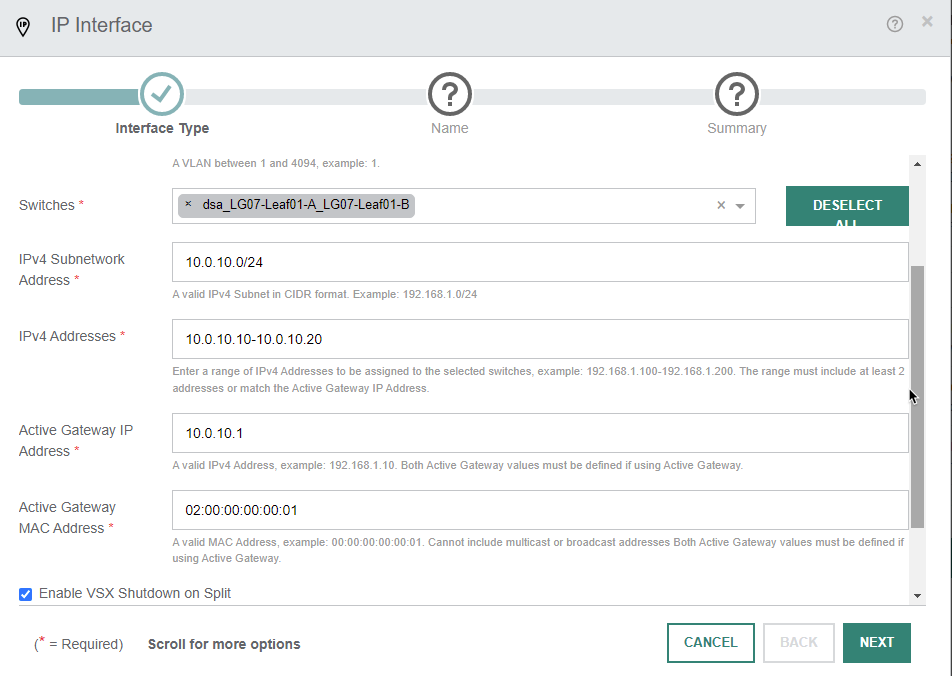 IP
IP Interface
? ×
? ?
Interface Type
Name
Summary
A VLAN between 1 and 4094, example: 1.
Switches *
× dsa_LG07-Leaf01-A_LG07-Leaf01-B
×
DESELECT
ALL
IPv4 Subnetwork
Address *
10.0.10.0/24
A valid IPv4 Subnet in CIDR format. Example: 192.168.1.0/24
IPv4 Addresses *
10.0.10.10-10.0.10.20
Enter a range of IPv4 Addresses to be assigned to the selected switches, example: 192.168.1.100-192.168.1.200. The range must include at least 2
addresses or match the Active Gateway IP Address.
Active Gateway IP
Address *
10.0.10.1
A valid IPv4 Address, example: 192.168.1.10. Both Active Gateway values must be defined if using Active Gateway.
Active Gateway
MAC Address *
02:00:00:00:00:01
A valid MAC Address, example: 00:00:00:00:00:01. Cannot include multicast or broadcast addresses Both Active Gateway values must be defined if
using Active Gateway.
Enable VSX Shutdown on Split
(* = Required) Scroll for more options
CANCEL
BACK
NEXT